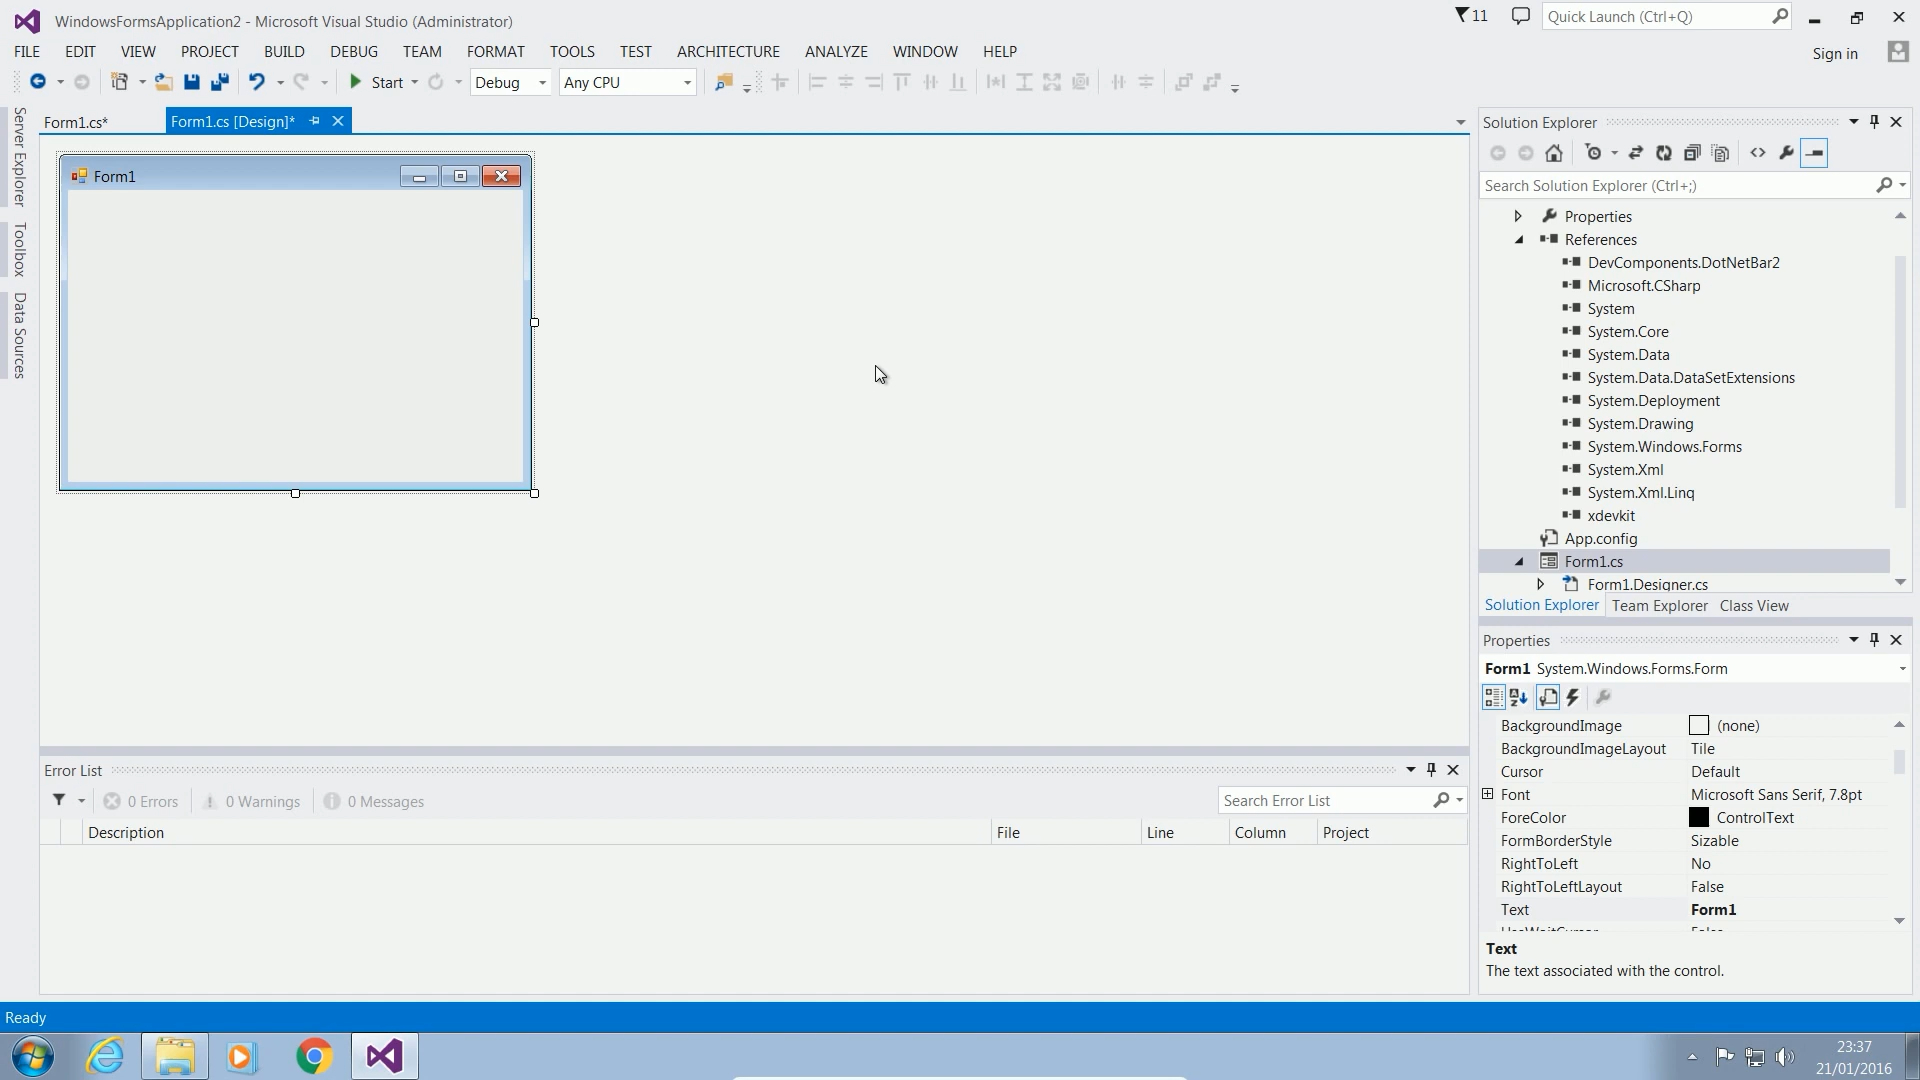 WindowsFormsApplication2 - Microsoft Visual Studio (Administrator)
11
Quick Launch (Ctrl+Q)
FILE EDIT VIEW PROJECT BUILD DEBUG TEAM FORMAT TOOLS TEST ARCHITECTURE ANALYZE WINDOW HELP
Sign in
Start Debug Any CPU
Server Explorer
Toolbox
Data Sources
Form1.cs* Form1.cs [Design]*
Form1
Solution Explorer
Search Solution Explorer (Ctrl+;)
Properties
References
DevComponents.DotNetBar2
Microsoft.CSharp
System
System.Core
System.Data
System.Data.DataSetExtensions
System.Deployment
System.Drawing
System.Windows.Forms
System.Xml
System.Xml.Linq
xdevkit
App.config
Form1.cs
Form1.Designer.cs
Solution Explorer Team Explorer Class View
Properties
Form1 System.Windows.Forms.Form
BackgroundImage (none)
BackgroundImageLayout Tile
Cursor Default
Font Microsoft Sans Serif, 7.8pt
ForeColor ControlText
FormBorderStyle Sizable
RightToLeft No
RightToLeftLayout False
Text Form1
Text
The text associated with the control.
Error List
0 Errors 0 Warnings 0 Messages
Search Error List
Description File Line Column Project
Ready
23:37
21/01/2016